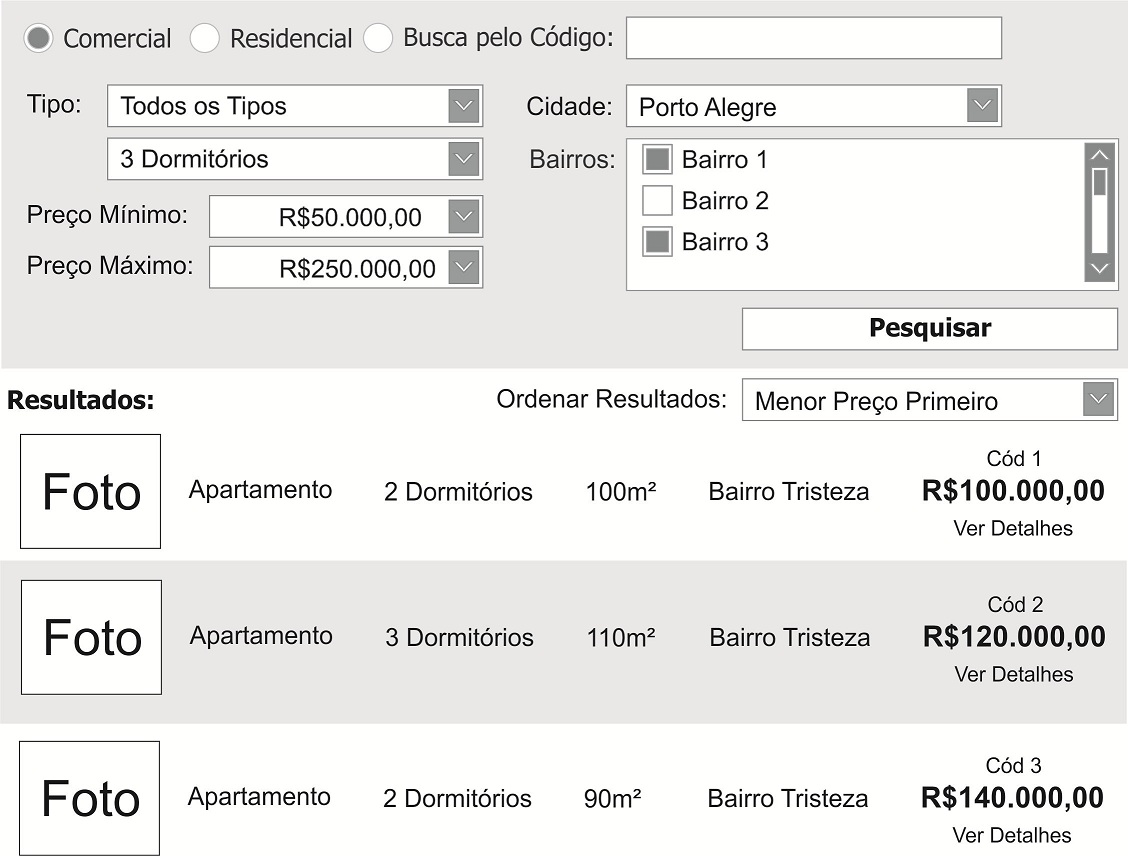 Comercial Residencial Busca pelo Código:
Tipo: Todos os Tipos Cidade: Porto Alegre
3 Dormitórios Bairros: Bairro 1
Bairro 2
Preço Mínimo: R$50.000,00
Bairro 3
Preço Máximo: R$250.000,00
Pesquisar
Resultados: Ordenar Resultados: Menor Preço Primeiro
Cód 1
Foto Apartamento 2 Dormitórios 100m² Bairro Tristeza R$100.000,00
Ver Detalhes
Cód 2
Foto Apartamento 3 Dormitórios 110m² Bairro Tristeza R$120.000,00
Ver Detalhes
Cód 3
Foto Apartamento 2 Dormitórios 90m² Bairro Tristeza R$140.000,00
Ver Detalhes